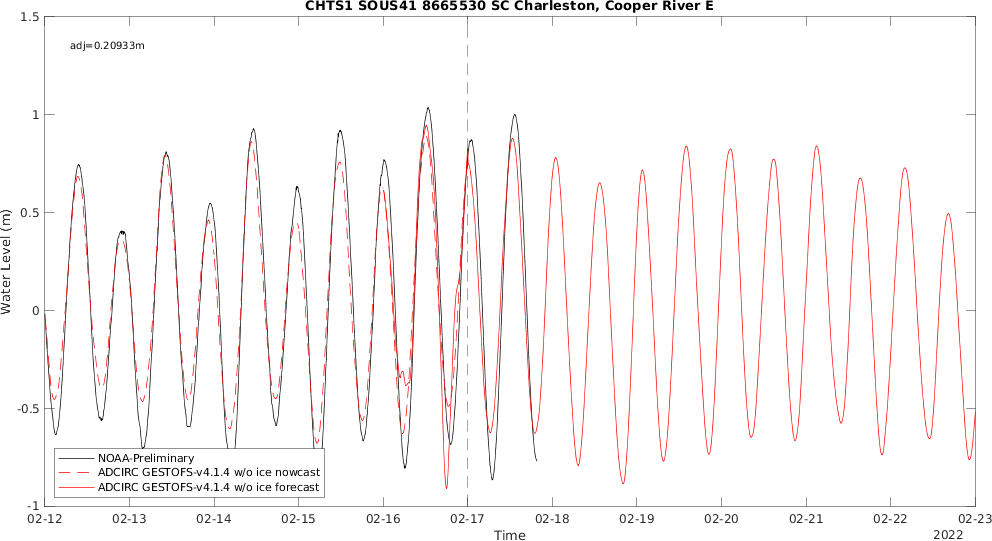 CHTS1 SOUS41 8665530 SC Charleston, Cooper River E
1.5
adj=0.20933m
1
0.5
Water Level (m)
0
-0.5
NOAA-Preliminary
ADCIRC GESTOFS-v4.1.4 w/o ice nowcast
ADCIRC GESTOFS-v4.1.4 w/o ice forecast
-1
02-12 02-13 02-14 02-15 02-16 02-17 02-18 02-19 02-20 02-21 02-22 02-23
Time
2022